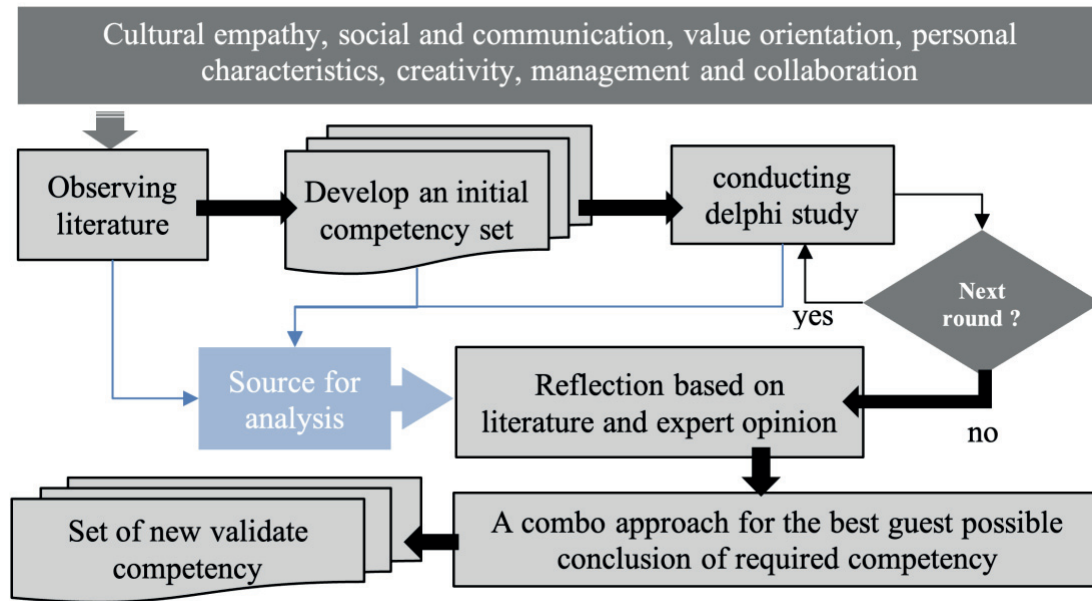 Cultural empathy, social and communication, value orientation, personal
characteristics, creativity, management and collaboration
Observing
literature
Develop an initial
competency set
conducting
delphi study
Next
round ?
yes
no
Source for
analysis
Reflection based on
literature and expert opinion
A combo approach for the best guest possible
conclusion of required competency
Set of new validate
competency